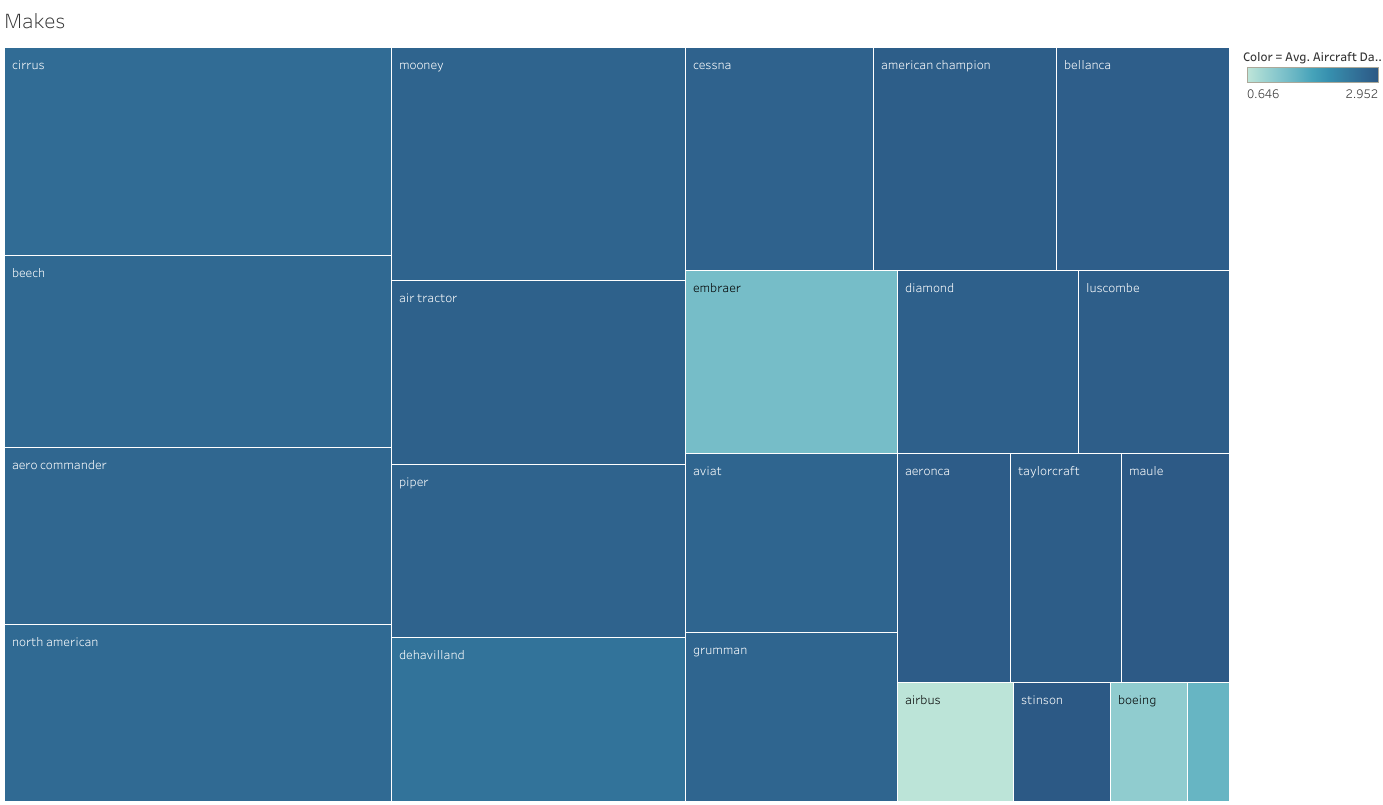 Makes
cirrus
mooney
cessna
american champion
bellanca
Color = Avg. Aircraft Da..
0.646
2.952
beech
air tractor
embraer
diamond
luscombe
aero commander
piper
aviat
aeronca
taylorcraft
maule
north american
dehavilland
grumman
airbus
stinson
boeing